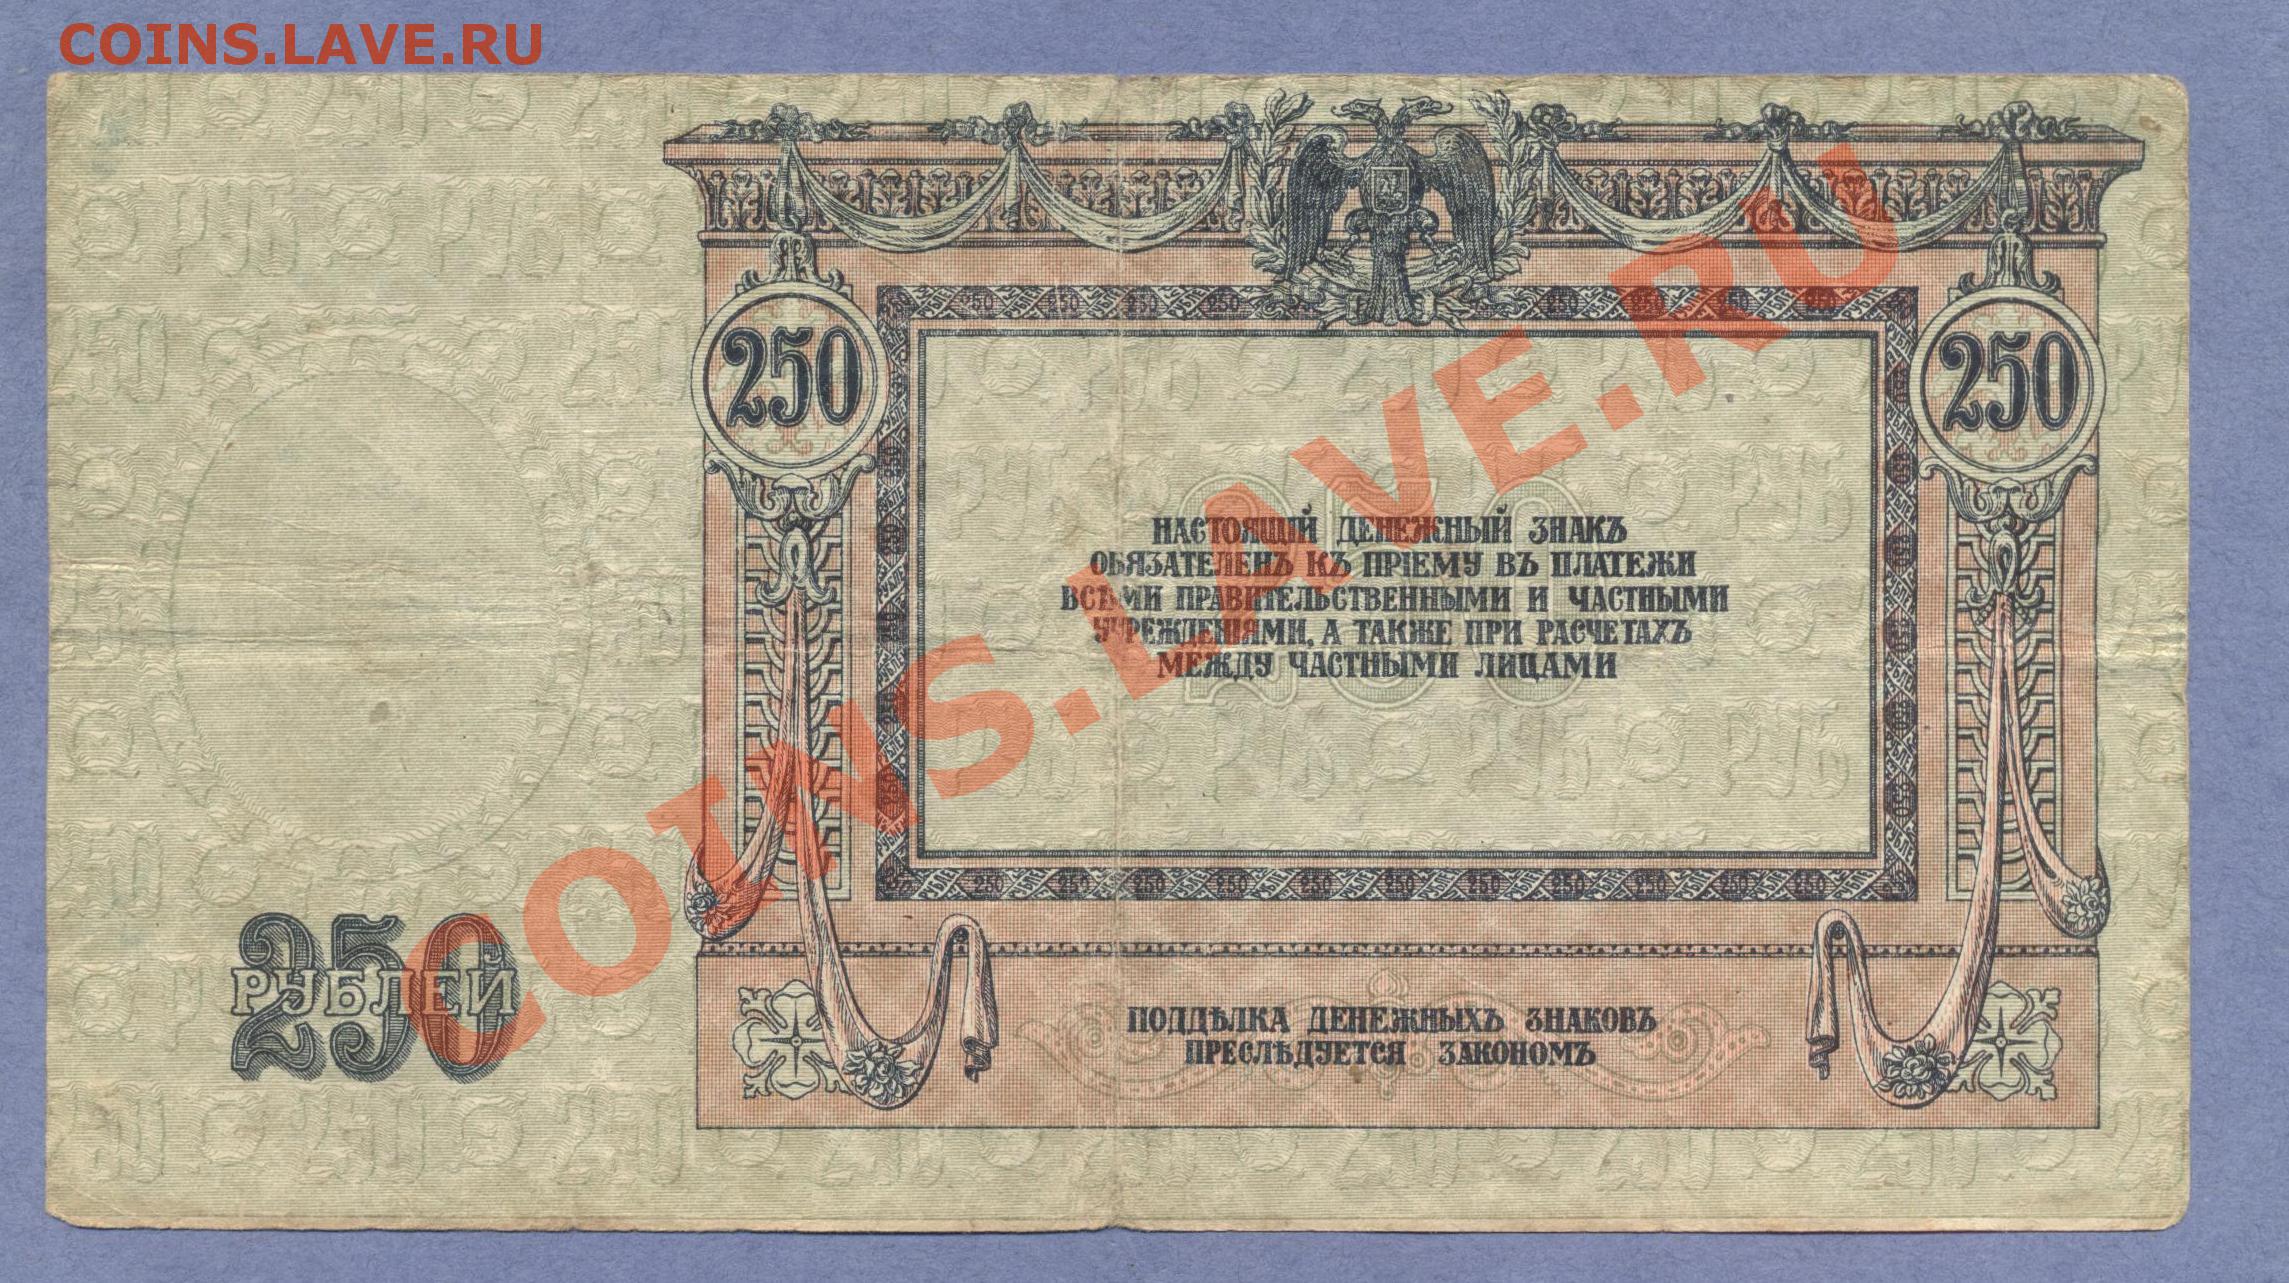 COINS.LAVE.RU
250
250
НАСТОЯЩІЙ ДЕНЕЖНЫЙ ЗНАКЪ
ОБЯЗАТЕЛЕНЪ КЪ ПРІЕМУ ВЪ ПЛАТЕЖИ
ВСѢМИ ПРАВИТЕЛЬСТВЕННЫМИ И ЧАСТНЫМИ
УЧРЕЖДЕНІЯМИ, А ТАКЖЕ ПРИ РАСЧЕТАХЪ
МЕЖДУ ЧАСТНЫМИ ЛИЦАМИ
COINS.LAVE.RU
250
РУБЛЕЙ
ПОДДѢЛКА ДЕНЕЖНЫХЪ ЗНАКОВЪ
ПРЕСЛѢДУЕТСЯ ЗАКОНОМЪ